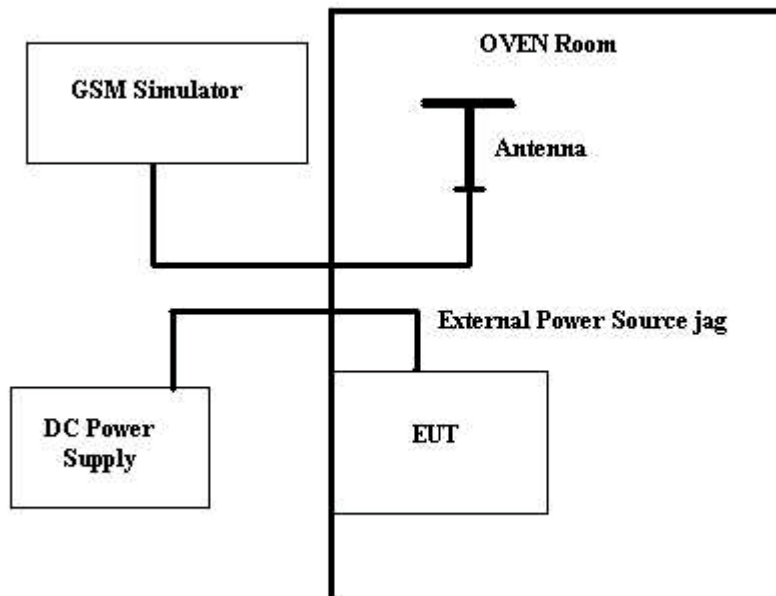 OVEN Room
GSM Simulator
Antenna
External Power Source jag
DC Power
Supply
EUT